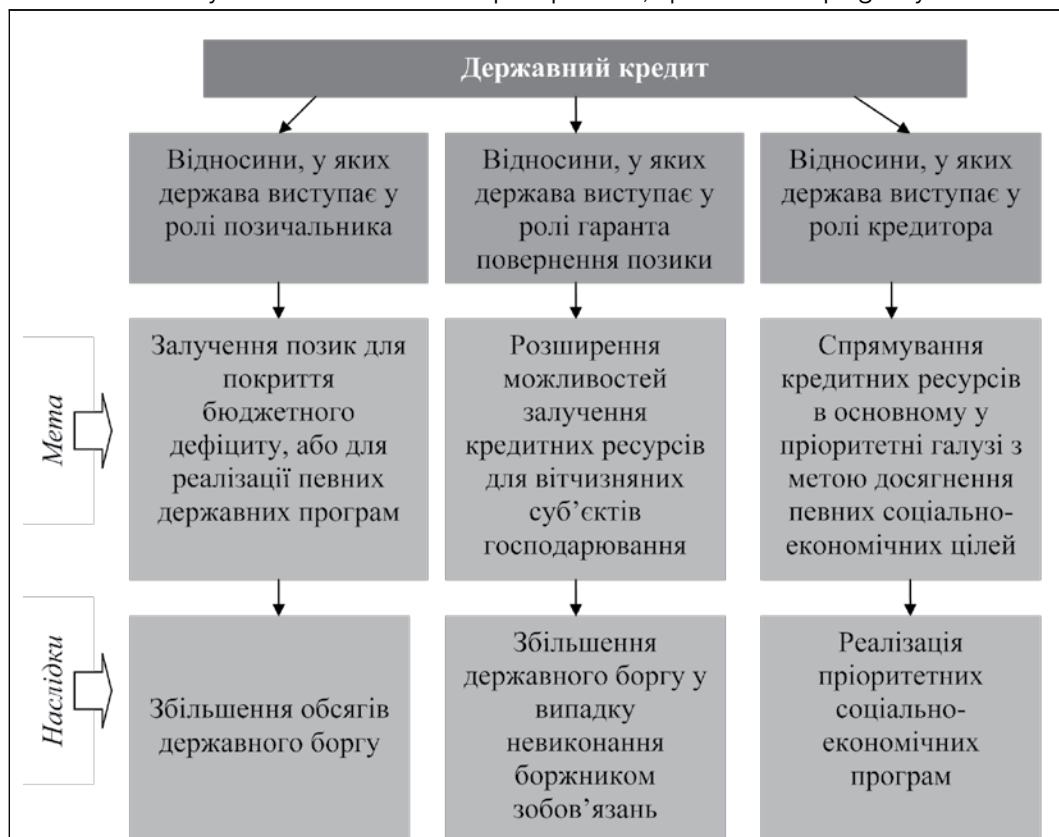 Державний кредит
Відносини, у яких
держава виступає у
ролі позичальника
Відносини, у яких
держава виступає у
ролі гаранта
повернення позики
Відносини, у яких
держава виступає у
ролі кредитора
Мета
Залучення позик для
покриття
бюджетного
дефіциту, або для
реалізації певних
державних програм
Розширення
можливостей
залучення
кредитних ресурсів
для вітчизняних
суб’єктів
господарювання
Спрямування
кредитних ресурсів
в основному у
пріоритетні галузі з
метою досягнення
певних соціально-
економічних цілей
Наслідки
Збільшення обсягів
державного боргу
Збільшення
державного боргу у
випадку
невиконання
боржником
зобов’язань
Реалізація
пріоритетних
соціально-
економічних
програм